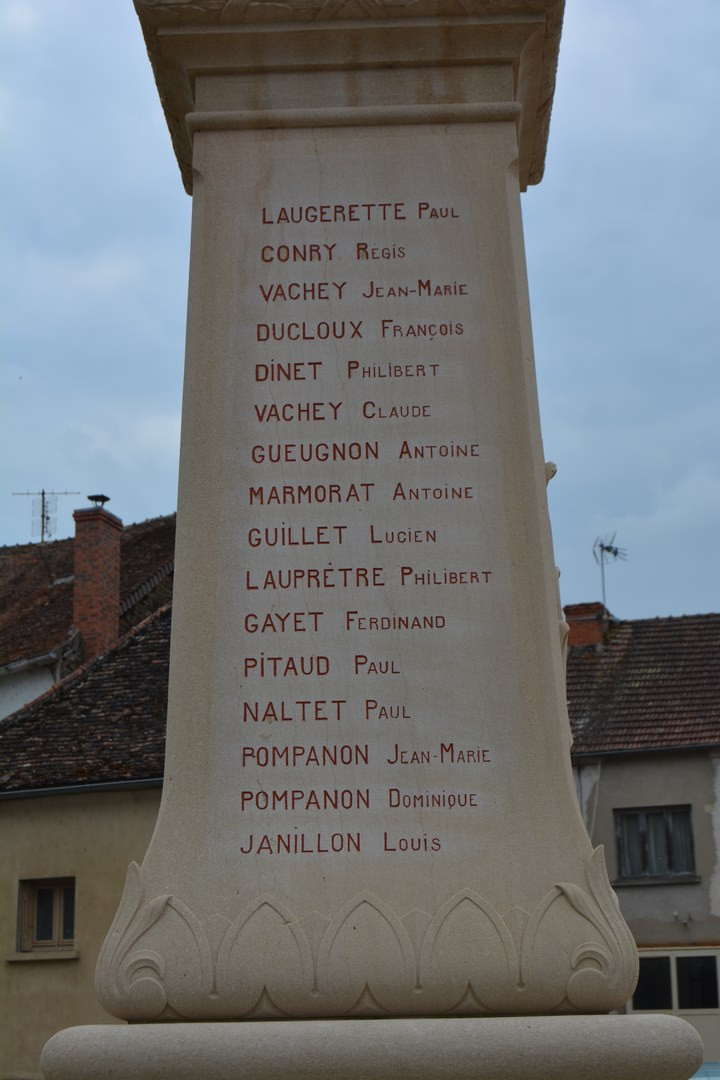 LAUGERETTE PAUL
CONRY REGIS
VACHEY JEAN-MARIE
DUCLOUX FRANÇOIS
DINET PHILIBERT
VACHEY CLAUDE
GUEUGNON ANTOINE
MARMORAT ANTOINE
GUILLET LUCIEN
LAUPRÊTRE PHILIBERT
GAYET FERDINAND
PITAUD PAUL
NALTET PAUL
POMPANON JEAN-MARIE
POMPANON DOMINIQUE
JANILLON LOUIS